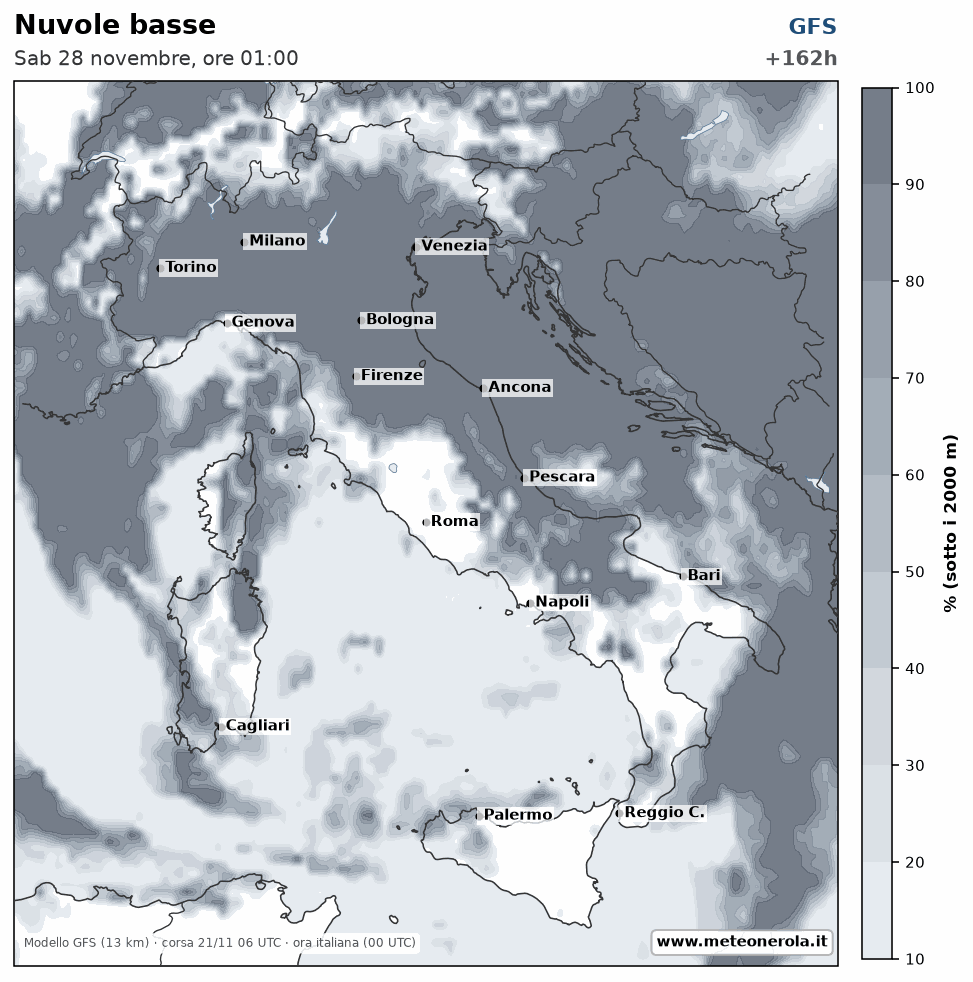 Nuvole basse
GFS
Sab 28 novembre, ore 01:00
+162h
100
90
80
70
60
50
40
30
20
10
% (sotto i 2000 m)
Milano
Venezia
Torino
Genova
Bologna
Firenze
Ancona
Pescara
Roma
Bari
Napoli
Cagliari
Palermo
Reggio C.
Modello GFS (13 km) · corsa 21/11 06 UTC · ora italiana (00 UTC)
www.meteonerola.it